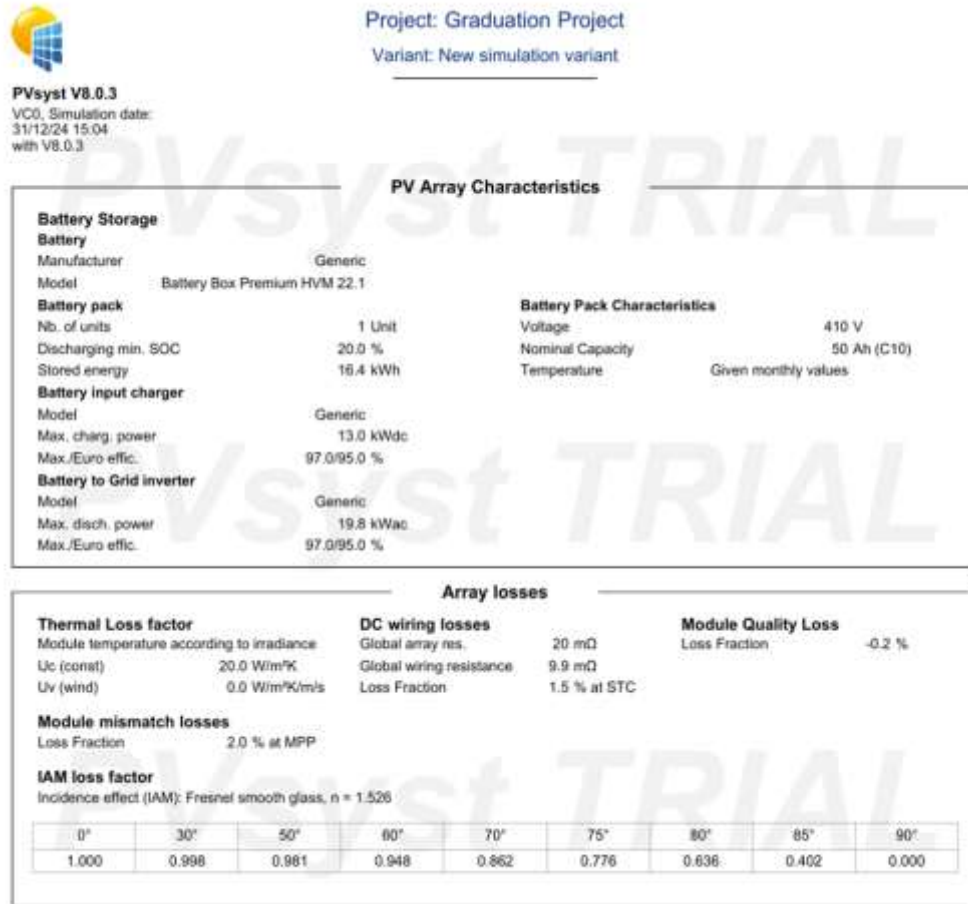 Project: Graduation Project
Variant: New simulation variant
PVsyst V8.0.3
VC0, Simulation date:
31/12/24 15:04
with V8.0.3
PVsyst TRIAL
PV Array Characteristics
Battery Storage
Battery
Manufacturer Generic
Model Battery Box Premium HVM 22.1
Battery pack Battery Pack Characteristics
Nb. of units 1 Unit Voltage 410 V
Discharging min. SOC 20.0 % Nominal Capacity 50 Ah (C10)
Stored energy 16.4 kWh Temperature Given monthly values
Battery input charger
Model Generic
Max. charg. power 13.0 kWdc
Max./Euro effic. 97.0/95.0 %
PVsyst TRIAL
Battery to Grid inverter
Model Generic
Max. disch. power 19.8 kWac
Max./Euro effic. 97.0/95.0 %
Array losses
Thermal Loss factor DC wiring losses Module Quality Loss
Module temperature according to irradiance Global array res. 20 mΩ Loss Fraction -0.2 %
Uc (const) 20.0 W/m²K Global wiring resistance 9.9 mΩ
Uv (wind) 0.0 W/m²K/m/s Loss Fraction 1.5 % at STC
Module mismatch losses
Loss Fraction 2.0 % at MPP
PVsyst TRIAL
IAM loss factor
Incidence effect (IAM): Fresnel smooth glass, n = 1.526
0° 30° 50° 60° 70° 75° 80° 85° 90°
1.000 0.998 0.981 0.948 0.862 0.776 0.636 0.402 0.000